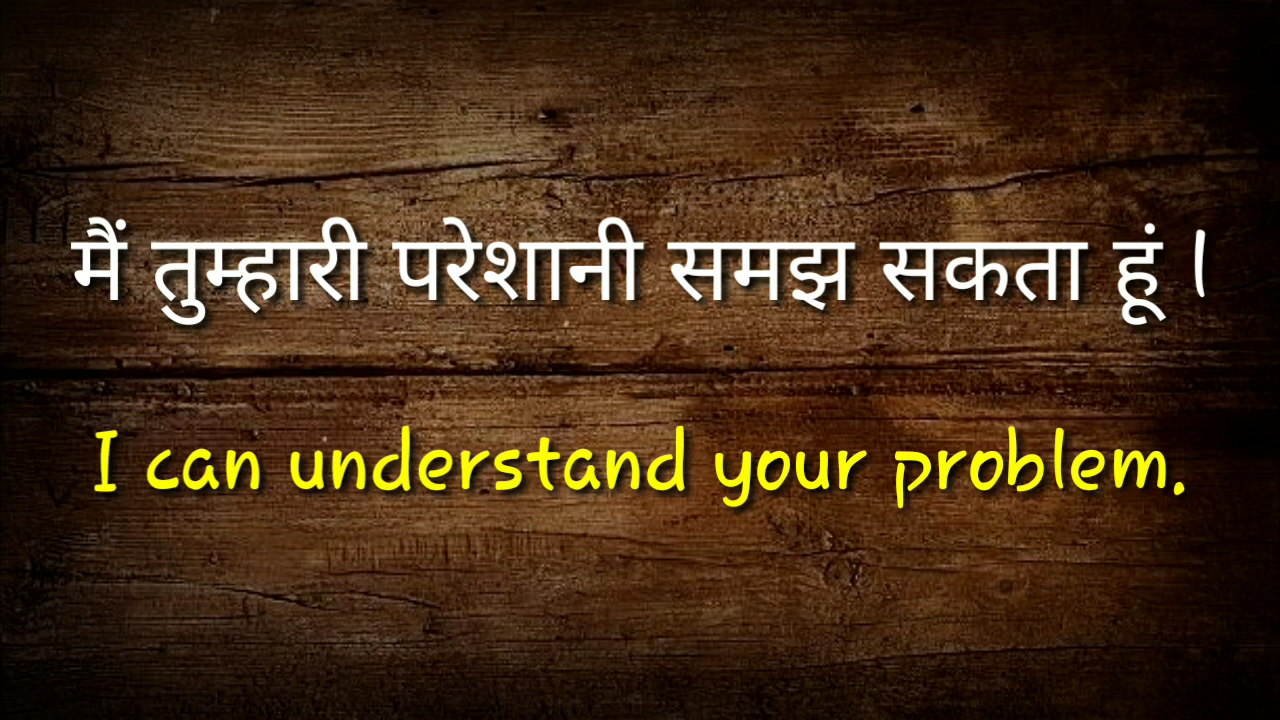 मैं तुम्हारी परेशानी समझ सकता हूं ।
I can understand your problem.